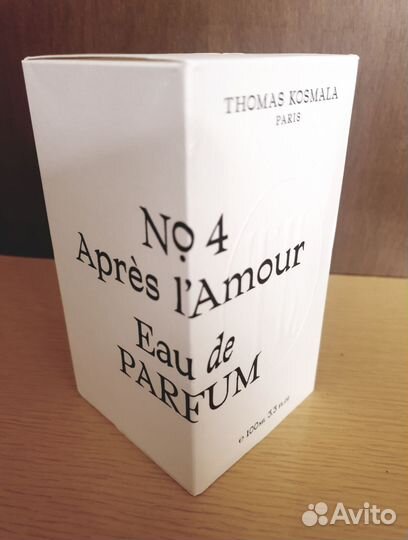 THOMAS KOSMALA
PARIS
No 4
Après l'Amour
Eau de
PARFUM
e 100ml 3.3 fl.oz
Avito